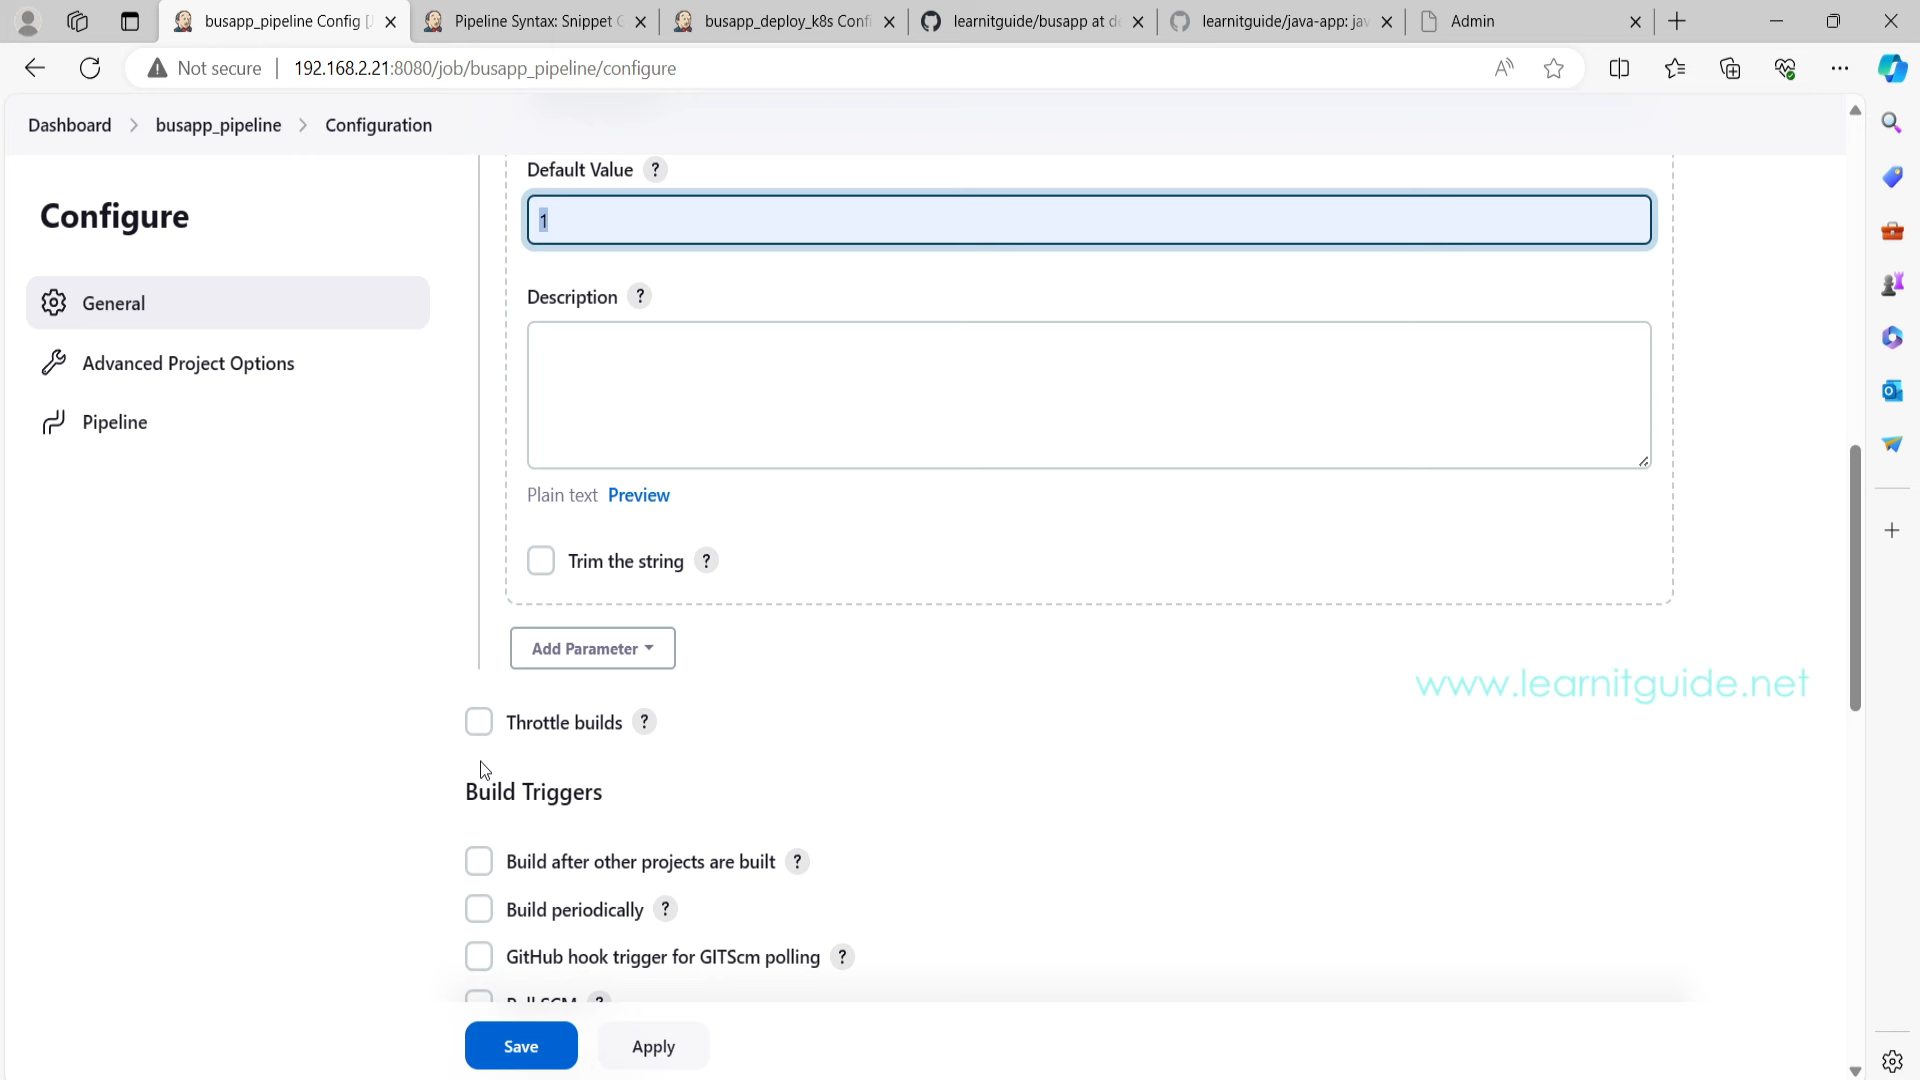 busapp_pipeline Config [J
Pipeline Syntax: Snippet G
busapp_deploy_k8s Confi
learnitguide/busapp at de
learnitguide/java-app: jav
Admin
Not secure
192.168.2.21:8080/job/busapp_pipeline/configure
Dashboard
busapp_pipeline
Configuration
Configure
General
Advanced Project Options
Pipeline
Default Value ?
1
Description ?
Plain text Preview
Trim the string ?
Add Parameter
www.learnitguide.net
Throttle builds ?
Build Triggers
Build after other projects are built ?
Build periodically ?
GitHub hook trigger for GITScm polling ?
Poll SCM ?
Save
Apply